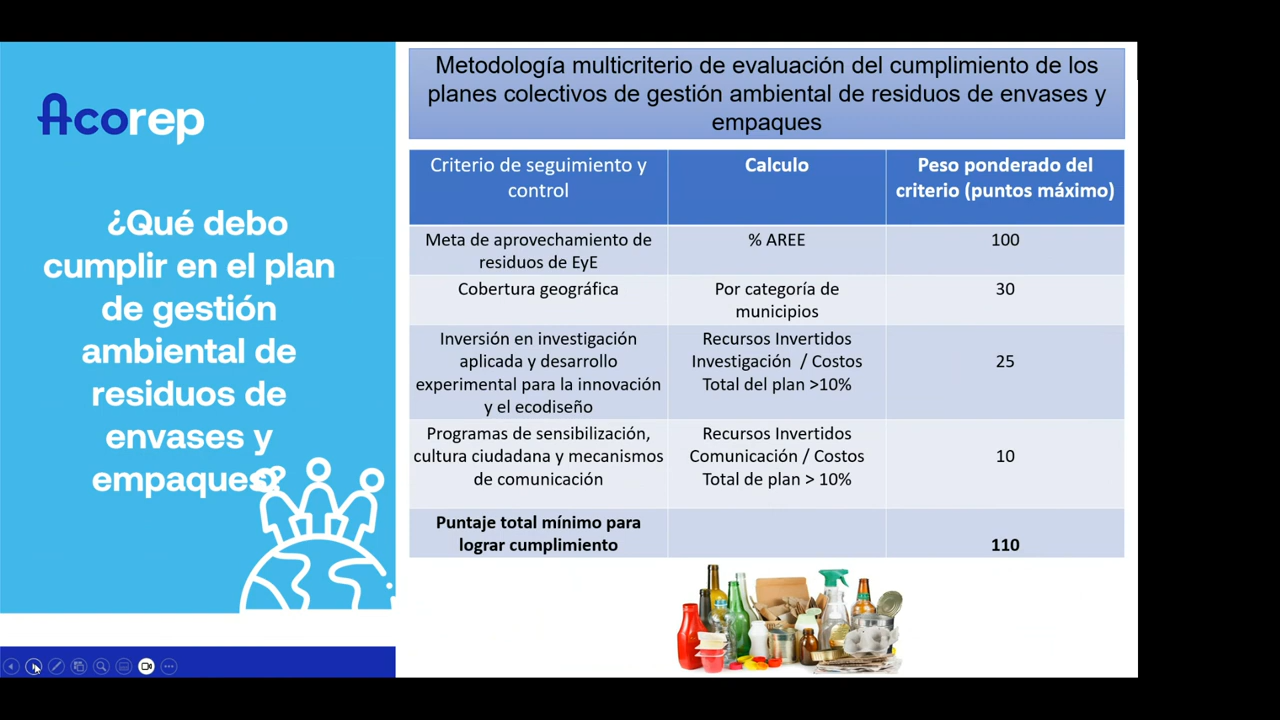 Acorep
¿Qué debo
cumplir en el plan
de gestión
ambiental de
residuos de
envases y
empaques?
Metodología multicriterio de evaluación del cumplimiento de los
planes colectivos de gestión ambiental de residuos de envases y
empaques
Criterio de seguimiento y
control
Calculo
Peso ponderado del
criterio (puntos máximo)
Meta de aprovechamiento de
residuos de EyE
% AREE
100
Cobertura geográfica
Por categoría de
municipios
30
Inversión en investigación
aplicada y desarrollo
experimental para la innovación
y el ecodiseño
Recursos Invertidos
Investigación / Costos
Total del plan >10%
25
Programas de sensibilización,
cultura ciudadana y mecanismos
de comunicación
Recursos Invertidos
Comunicación / Costos
Total de plan > 10%
10
Puntaje total mínimo para
lograr cumplimiento
110